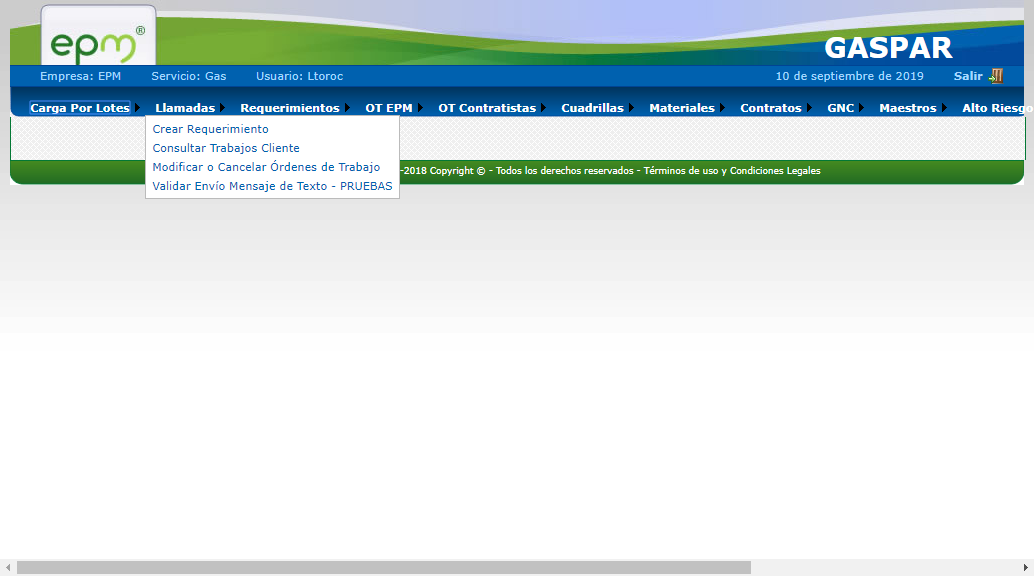 epm®
GASPAR
Empresa: EPM Servicio: Gas Usuario: Ltoroc 10 de septiembre de 2019 Salir
Carga Por Lotes Llamadas Requerimientos OT EPM OT Contratistas Cuadrillas Materiales Contratos GNC Maestros Alto Riesgo
Crear Requerimiento
Consultar Trabajos Cliente
Modificar o Cancelar Órdenes de Trabajo
Validar Envío Mensaje de Texto - PRUEBAS
-2018 Copyright © - Todos los derechos reservados - Términos de uso y Condiciones Legales